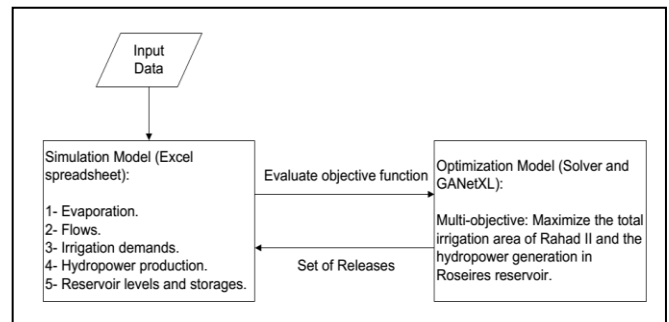 Input
Data
Simulation Model (Excel
spreadsheet):
1- Evaporation.
2- Flows.
3- Irrigation demands.
4- Hydropower production.
5- Reservoir levels and storages.
Evaluate objective function
Set of Releases
Optimization Model (Solver and
GANetXL):
Multi-objective: Maximize the total
irrigation area of Rahad II and the
hydropower generation in
Roseires reservoir.